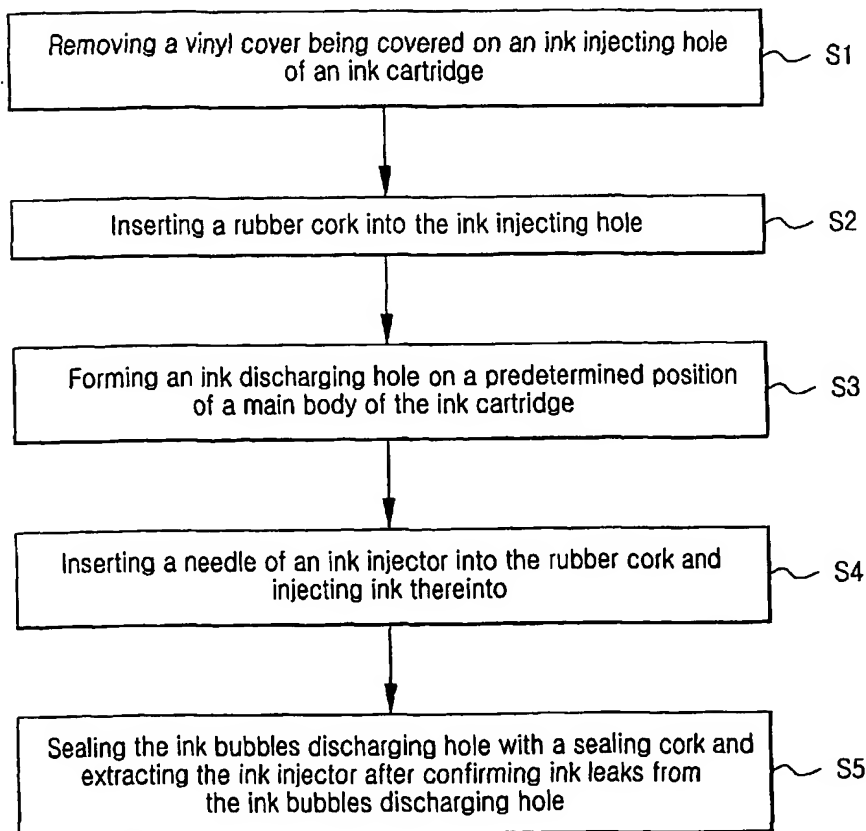 Removing a vinyl cover being covered on an ink injecting hole
of an ink cartridge
S1
Inserting a rubber cork into the ink injecting hole
S2
Forming an ink discharging hole on a predetermined position
of a main body of the ink cartridge
S3
Inserting a needle of an ink injector into the rubber cork and
injecting ink thereinto
S4
Sealing the ink bubbles discharging hole with a sealing cork and
extracting the ink injector after confirming ink leaks from
the ink bubbles discharging hole
S5